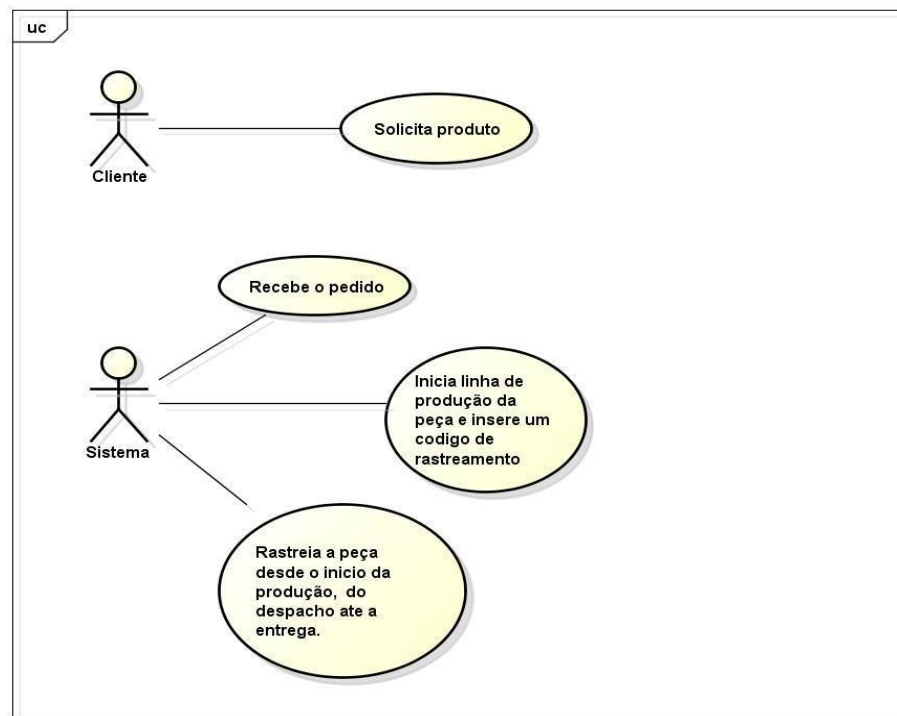 uc
Solicita produto
Cliente
Recebe o pedido
Inicia linha de
produção da
peça e insere um
codigo de
rastreamento
Sistema
Rastreia a peça
desde o inicio da
produção, do
despacho ate a
entrega.